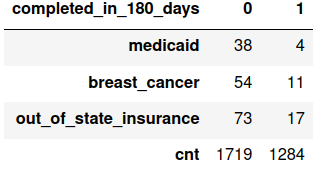 completed_in_180_days 0 1
medicaid 38 4
breast_cancer 54 11
out_of_state_insurance 73 17
cnt 1719 1284